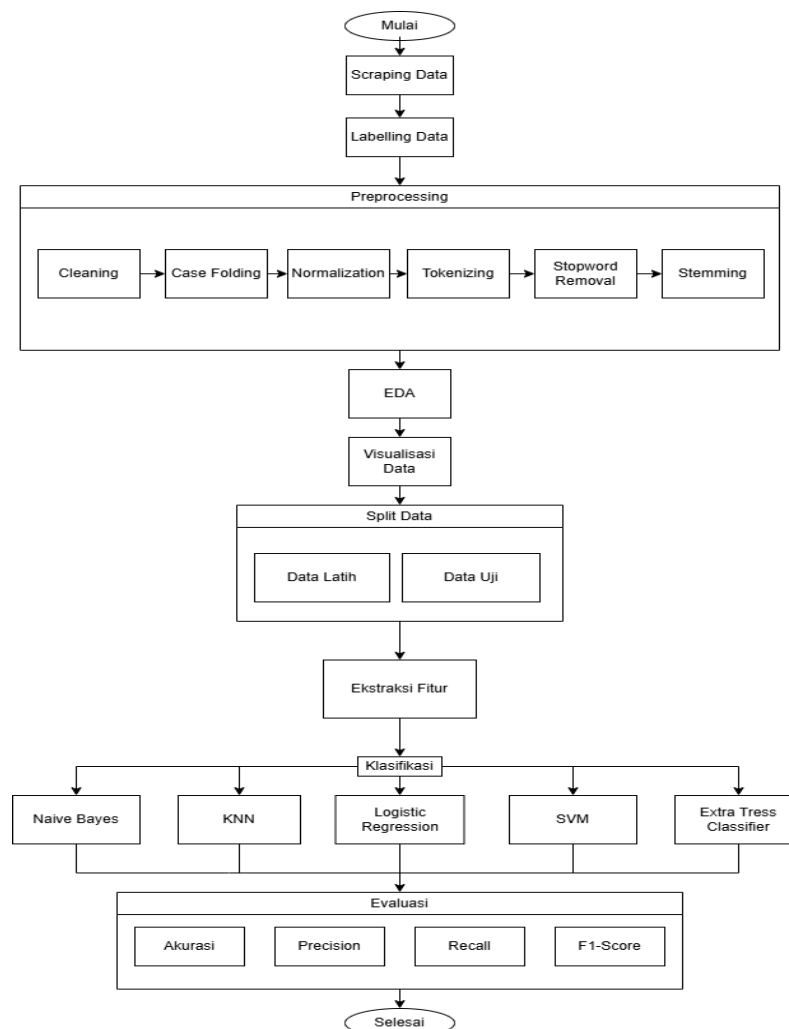 Mulai
Scraping Data
Labelling Data
Preprocessing
Cleaning
Case Folding
Normalization
Tokenizing
Stopword
Removal
Stemming
EDA
Visualisasi
Data
Split Data
Data Latih
Data Uji
Ekstraksi Fitur
Klasifikasi
Naive Bayes
KNN
Logistic
Regression
SVM
Extra Tress
Classifier
Evaluasi
Akurasi
Precision
Recall
F1-Score
Selesai